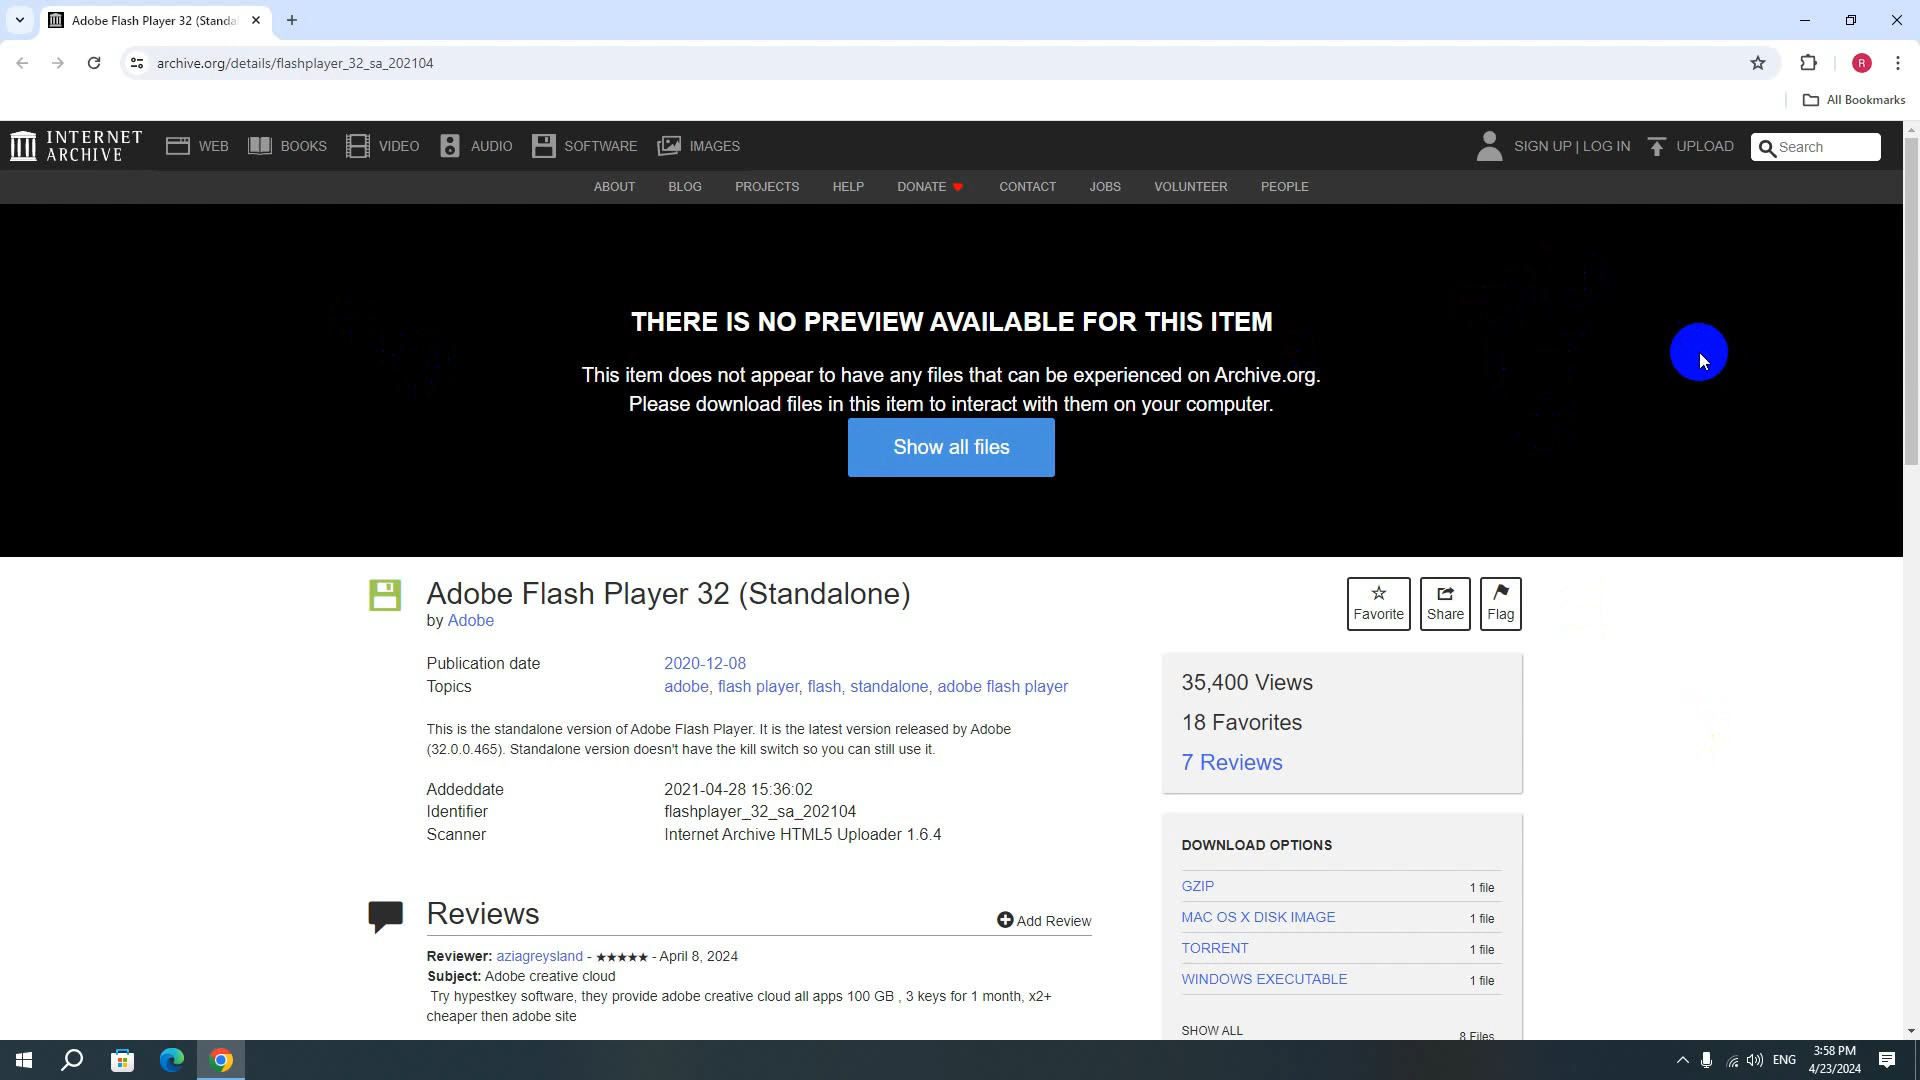 Adobe Flash Player 32 (Standa
archive.org/details/flashplayer_32_sa_202104
R
All Bookmarks
INTERNET
ARCHIVE
WEB
BOOKS
VIDEO
AUDIO
SOFTWARE
IMAGES
SIGN UP | LOG IN
UPLOAD
Search
ABOUT
BLOG
PROJECTS
HELP
DONATE
CONTACT
JOBS
VOLUNTEER
PEOPLE
THERE IS NO PREVIEW AVAILABLE FOR THIS ITEM
This item does not appear to have any files that can be experienced on Archive.org.
Please download files in this item to interact with them on your computer.
Show all files
Adobe Flash Player 32 (Standalone)
by Adobe
Favorite
Share
Flag
Publication date 2020-12-08
Topics adobe, flash player, flash, standalone, adobe flash player
This is the standalone version of Adobe Flash Player. It is the latest version released by Adobe
(32.0.0.465). Standalone version doesn't have the kill switch so you can still use it.
Addeddate 2021-04-28 15:36:02
Identifier flashplayer_32_sa_202104
Scanner Internet Archive HTML5 Uploader 1.6.4
35,400 Views
18 Favorites
7 Reviews
DOWNLOAD OPTIONS
GZIP 1 file
MAC OS X DISK IMAGE 1 file
TORRENT 1 file
WINDOWS EXECUTABLE 1 file
SHOW ALL 8 Files
Reviews
Add Review
Reviewer: aziagreysland - ★★★★★ - April 8, 2024
Subject: Adobe creative cloud
Try hypestkey software, they provide adobe creative cloud all apps 100 GB , 3 keys for 1 month, x2+
cheaper then adobe site
ENG
3:58 PM
4/23/2024